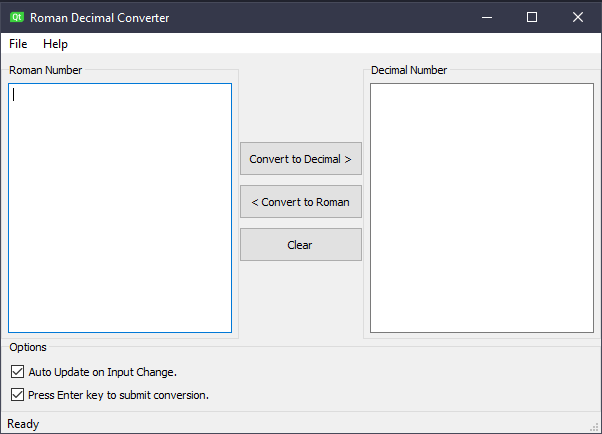 Qt Roman Decimal Converter
File Help
Roman Number
Decimal Number
Convert to Decimal >
< Convert to Roman
Clear
Options
Auto Update on Input Change.
Press Enter key to submit conversion.
Ready